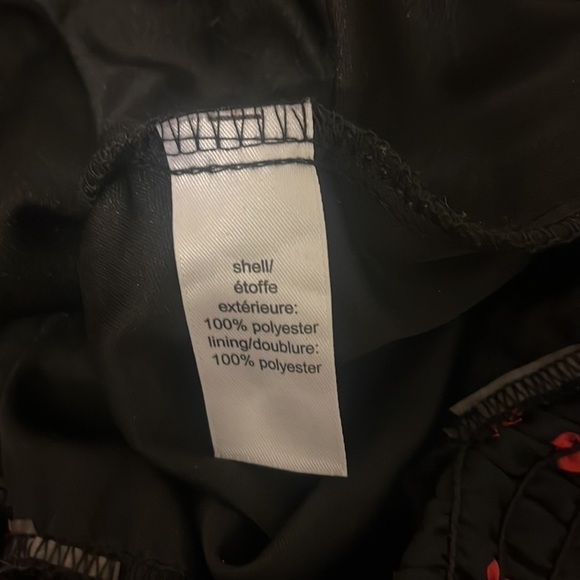 shell/
étoffe
extérieure:
100% polyester
lining/doublure:
100% polyester